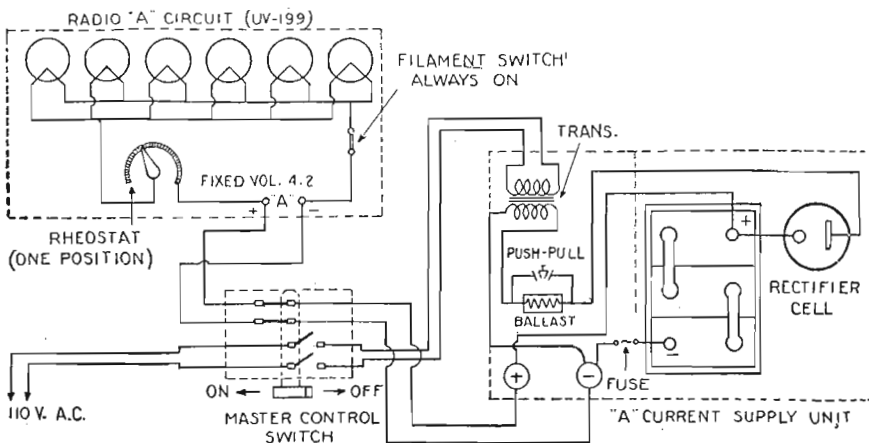 RADIO "A" CIRCUIT (UV-199)
FILAMENT SWITCH'
ALWAYS ON
TRANS.
FIXED VOL. 4.2
+ "A" -
RHEOSTAT
(ONE POSITION)
PUSH-PULL
BALLAST
+
-
RECTIFIER
CELL
+ -
FUSE
ON OFF
110 V. A.C.
MASTER CONTROL
SWITCH
"A" CURRENT SUPPLY UNIT